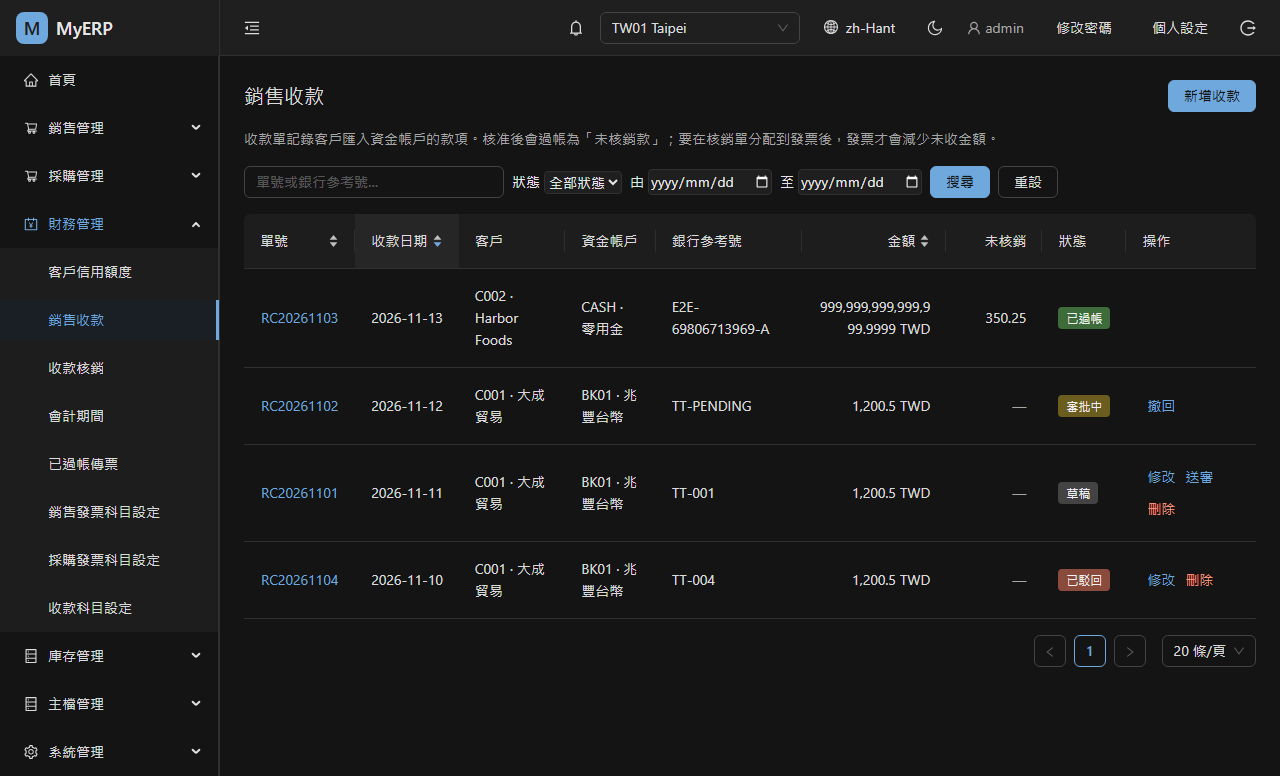 M MyERP
TW01 Taipei
zh-Hant
admin
修改密碼
個人設定
首頁
銷售管理
採購管理
財務管理
客戶信用額度
銷售收款
收款核銷
會計期間
已過帳傳票
銷售發票科目設定
採購發票科目設定
收款科目設定
庫存管理
主檔管理
系統管理
銷售收款
新增收款
收款單記錄客戶匯入資金帳戶的款項。核准後會過帳為「未核銷款」；要在核銷單分配到發票後，發票才會減少未收金額。
單號或銀行參考號...
狀態 全部狀態 由 yyyy/mm/dd 至 yyyy/mm/dd 搜尋 重設
單號 收款日期 客戶 資金帳戶 銀行參考號 金額 未核銷 狀態 操作
RC20261103
2026-11-13
C002 ·
Harbor
Foods
CASH ·
零用金
E2E-
69806713969-A
999,999,999,999,9
99.9999 TWD
350.25
已過帳
RC20261102
2026-11-12
C001 · 大成
貿易
BK01 · 兆
豐台幣
TT-PENDING
1,200.5 TWD
—
審批中
撤回
RC20261101
2026-11-11
C001 · 大成
貿易
BK01 · 兆
豐台幣
TT-001
1,200.5 TWD
—
草稿
修改 送審
刪除
RC20261104
2026-11-10
C001 · 大成
貿易
BK01 · 兆
豐台幣
TT-004
1,200.5 TWD
—
已駁回
修改 刪除
1
20 條/頁